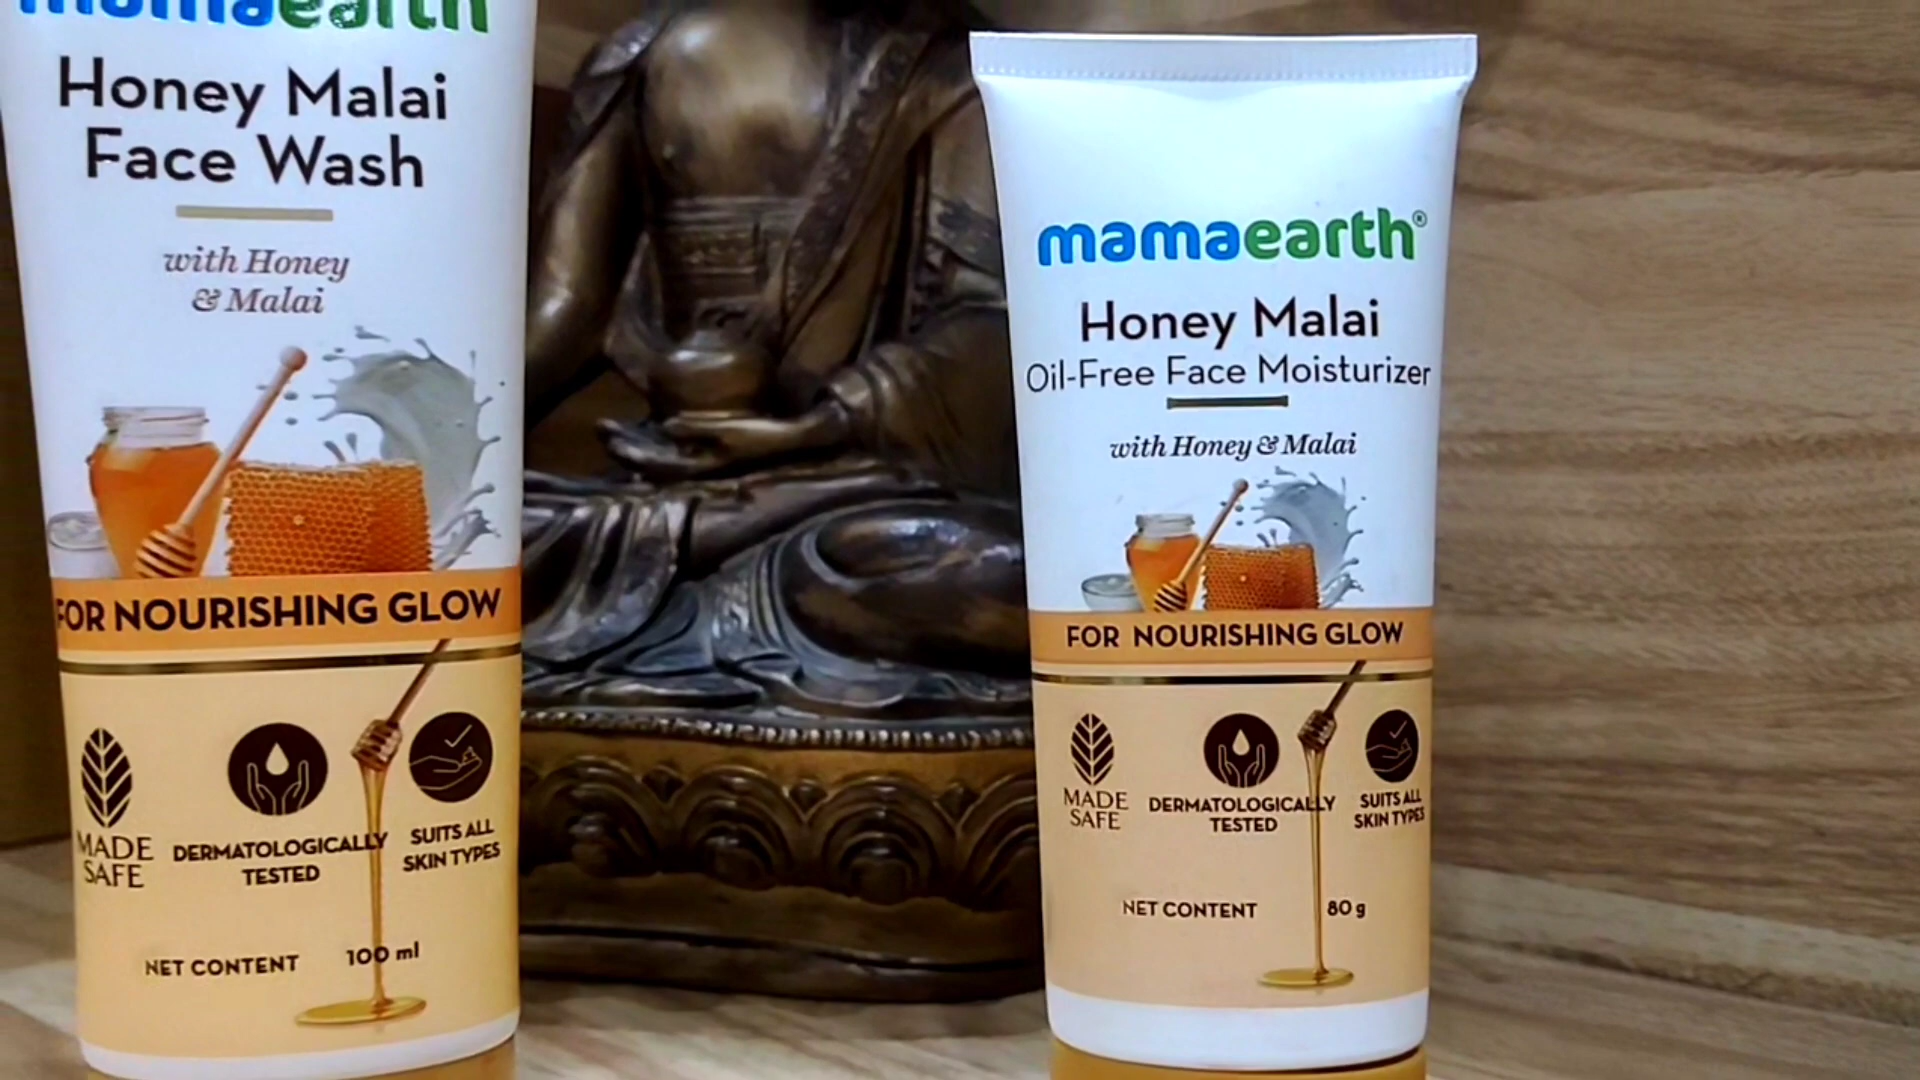 mamaearth
Honey Malai
Face Wash
with Honey
& Malai
FOR NOURISHING GLOW
MADE
SAFE
DERMATOLOGICALLY
TESTED
SUITS ALL
SKIN TYPES
NET CONTENT 100 ml
mamaearth®
Honey Malai
Oil-Free Face Moisturizer
with Honey & Malai
FOR NOURISHING GLOW
MADE
SAFE
DERMATOLOGICALLY
TESTED
SUITS ALL
SKIN TYPES
NET CONTENT 80 g